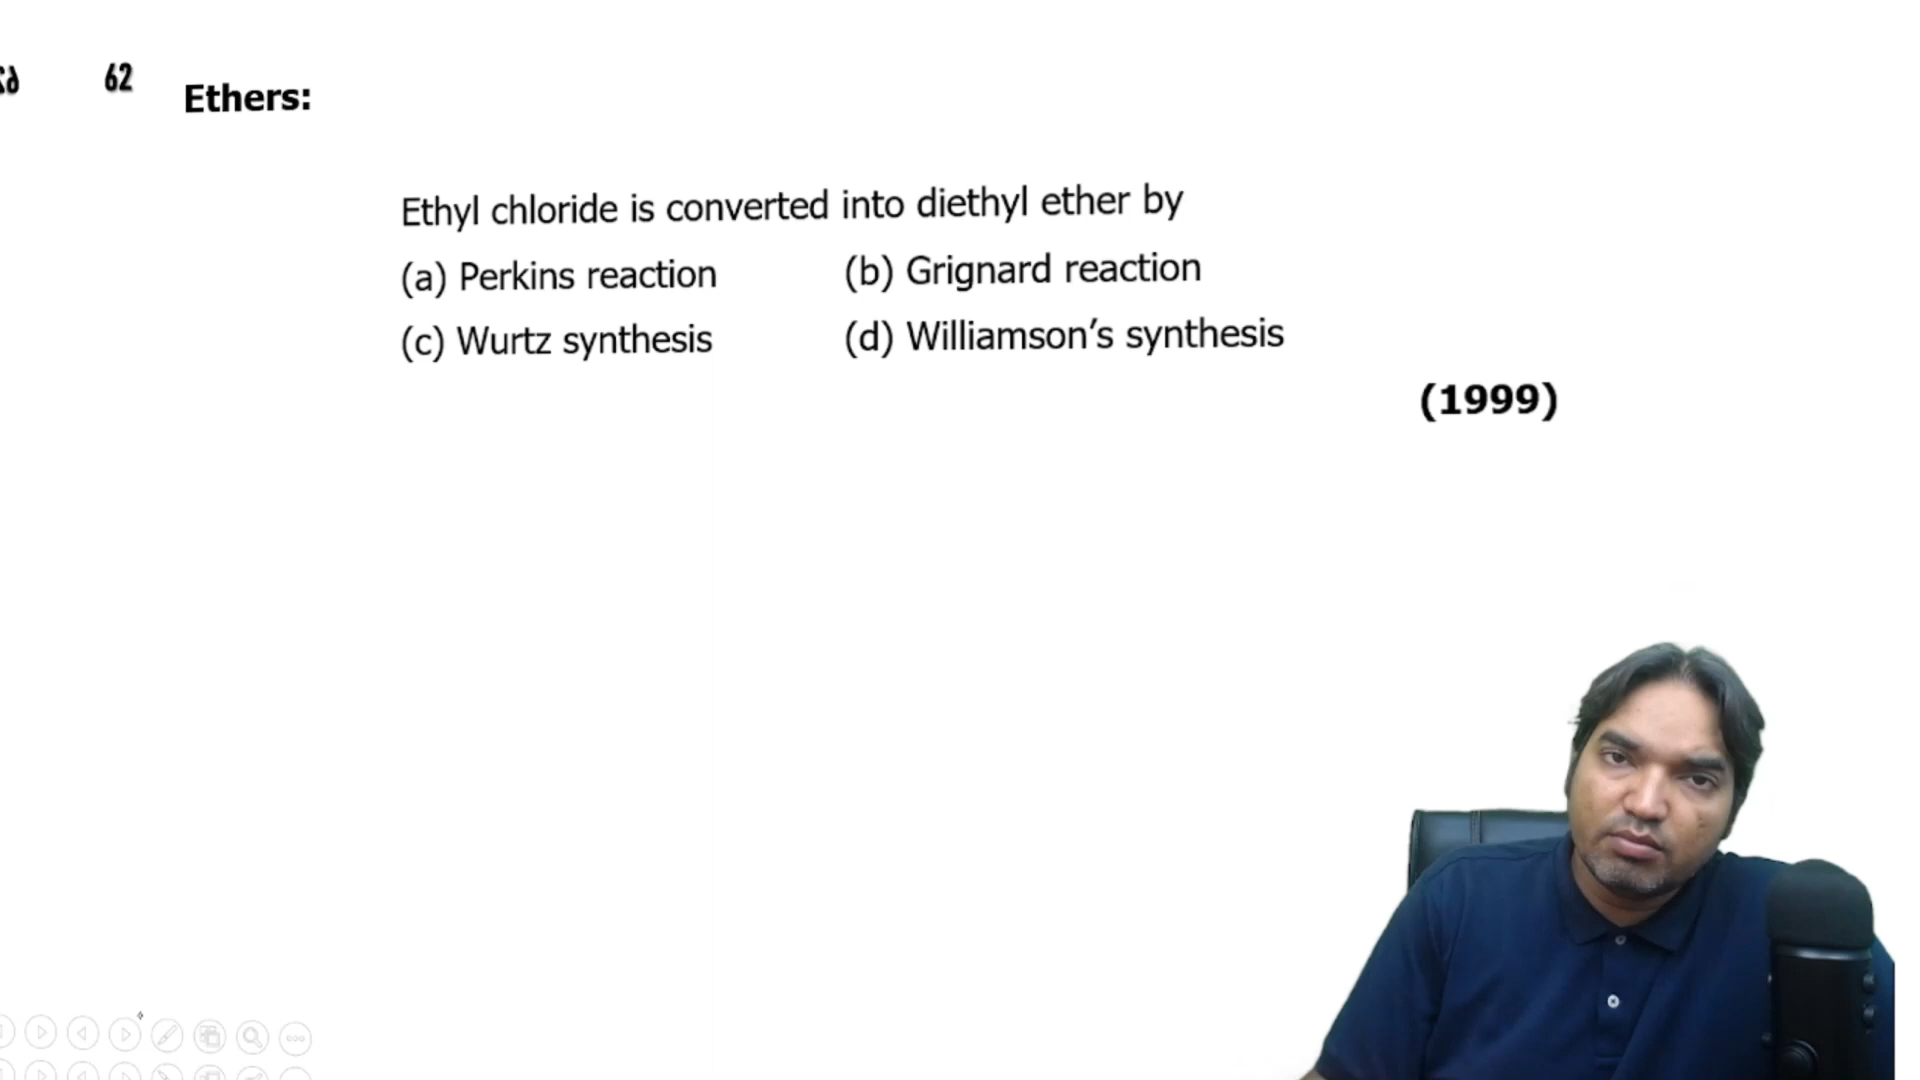 62
Ethers:
Ethyl chloride is converted into diethyl ether by
(a) Perkins reaction (b) Grignard reaction
(c) Wurtz synthesis (d) Williamson’s synthesis
(1999)